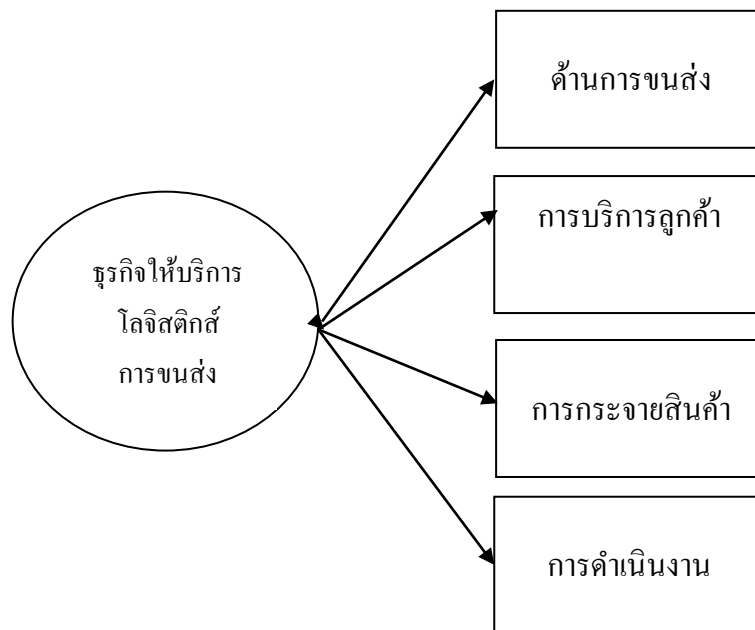 ด้านการขนส่ง
การบริการลูกค้า
ธุรกิจให้บริการ
โลจิสติกส์
การขนส่ง
การกระจายสินค้า
การดำเนินงาน